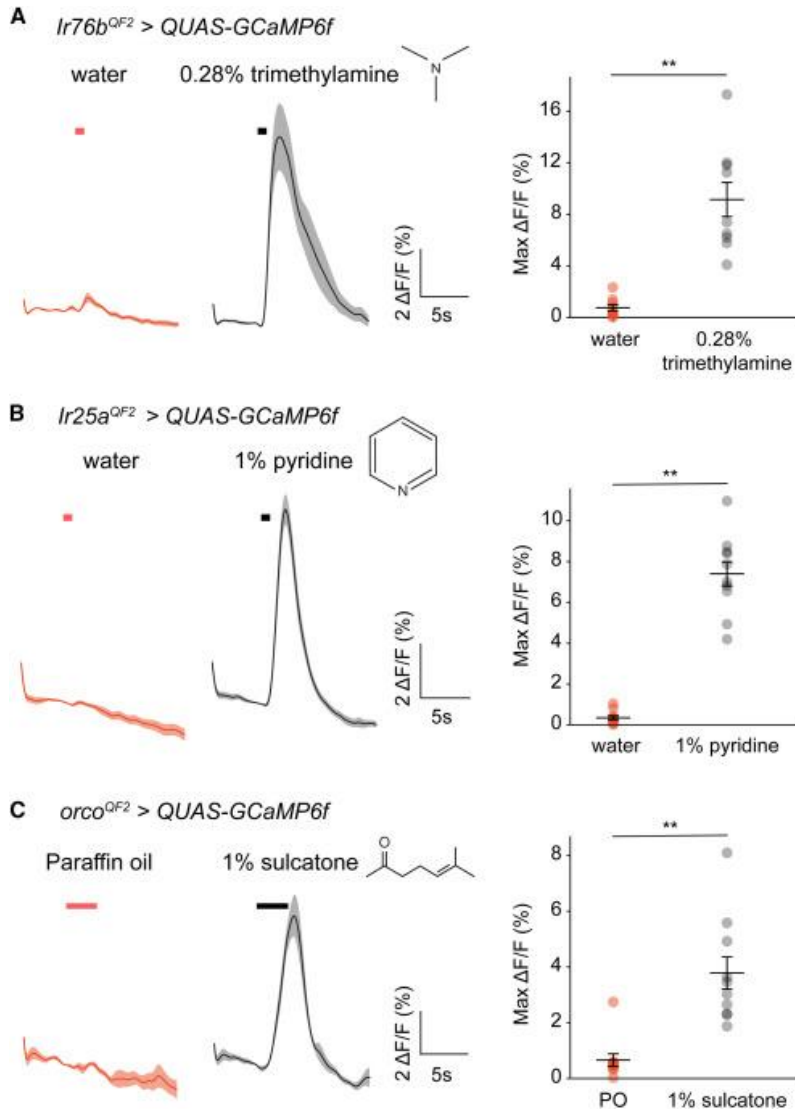 A
Ir76b^QF2 > QUAS-GCaMP6f
water
0.28% trimethylamine
N
2 ΔF/F (%)
5s
**
Max ΔF/F (%)
16
12
8
4
0
water
0.28%
trimethylamine
B
Ir25a^QF2 > QUAS-GCaMP6f
water
1% pyridine
N
2 ΔF/F (%)
5s
**
Max ΔF/F (%)
10
8
6
4
2
0
water
1% pyridine
C
orco^QF2 > QUAS-GCaMP6f
Paraffin oil
1% sulcatone
O
2 ΔF/F (%)
5s
**
Max ΔF/F (%)
8
6
4
2
0
PO
1% sulcatone